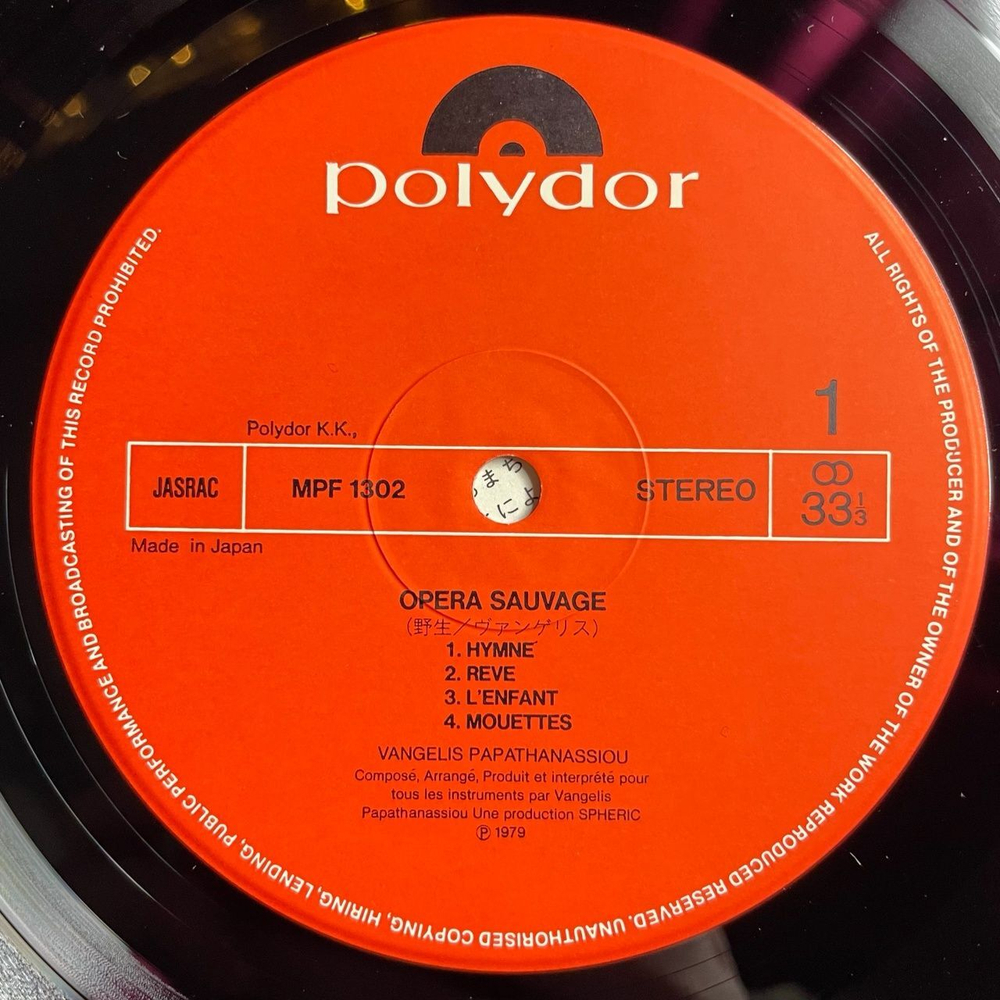 polydor
1
Polydor K.K.,
JASRAC
MPF 1302
STEREO
33 1/3
Made in Japan
OPERA SAUVAGE
(野生/ヴァンゲリス)
1. HYMNE
2. REVE
3. L'ENFANT
4. MOUETTES
VANGELIS PAPATHANASSIOU
Composé, Arrangé, Produit et interprété pour
tous les instruments par Vangelis
Papathanassiou Une production SPHERIC
Ⓟ 1979
ALL RIGHTS OF THE PRODUCER AND OF THE OWNER OF THE WORK REPRODUCED RESERVED. UNAUTHORISED COPYING, HIRING, LENDING, PUBLIC PERFORMANCE AND BROADCASTING OF THIS RECORD PROHIBITED.